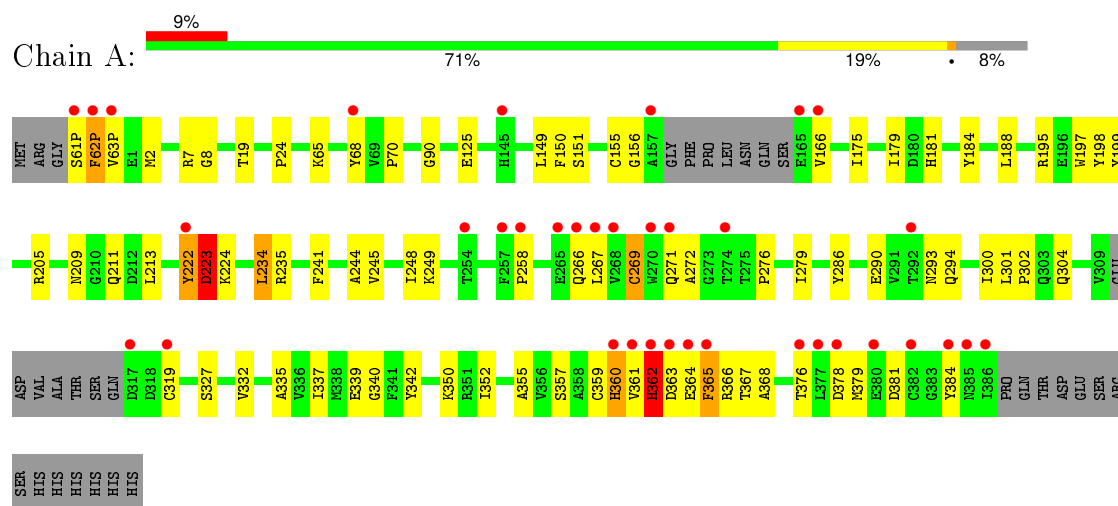 9%
Chain A:
71% 19% • 8%
MET ARG GLY S61P F62P V63P E1 M2 R7 G8 T19 P24 K65 Y68 V69 P70 G90 E125 H145 L149 F150 S151 C155 G156 A157 GLY PHE PRO LEU ASN GLN SER E165 V166 I175 I179 D180 H181 Y184 L188 R195 E196 W197 Y198 Y199
R205 N209 G210 Q211 D212 L213 Y222 D223 K224 L234 R235 F241 A244 V245 I248 K249 T254 F257 P258 E265 Q266 L267 V268 C269 W270 Q271 A272 G273 T274 T275 P276 I279 Y286 E290 V291 T292 N293 Q294 I300 L301 P302 Q303 Q304 V309 GLU
ASP VAL ALA THR SER GLN D317 D318 C319 S327 V332 A335 V336 I337 M338 E339 G340 F341 Y342 K350 R351 I352 A355 V356 S357 A358 C359 H360 V361 H362 D363 E364 F365 R366 T367 A368 T376 L377 D378 M379 E380 D381 C382 G383 Y384 N385 I386 PRO GLN THR ASP GLU SER ARG
SER HIS HIS HIS HIS HIS HIS